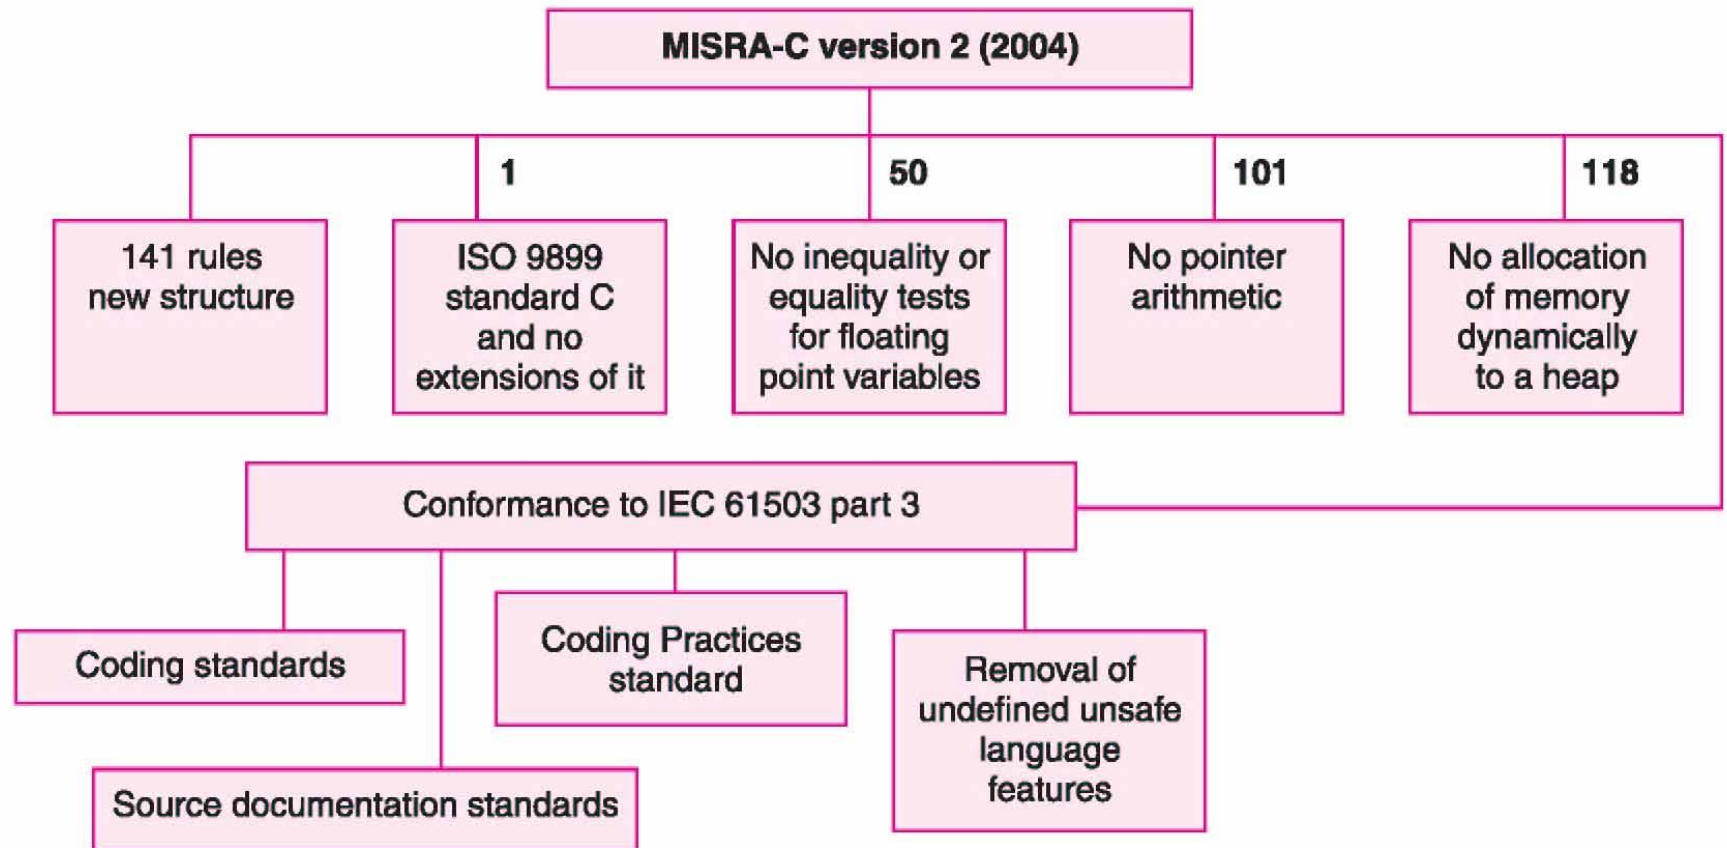 MISRA-C version 2 (2004)
1
50
101
118
141 rules
new structure
ISO 9899
standard C
and no
extensions of it
No inequality or
equality tests
for floating
point variables
No pointer
arithmetic
No allocation
of memory
dynamically
to a heap
Conformance to IEC 61503 part 3
Coding standards
Source documentation standards
Coding Practices
standard
Removal of
undefined unsafe
language
features